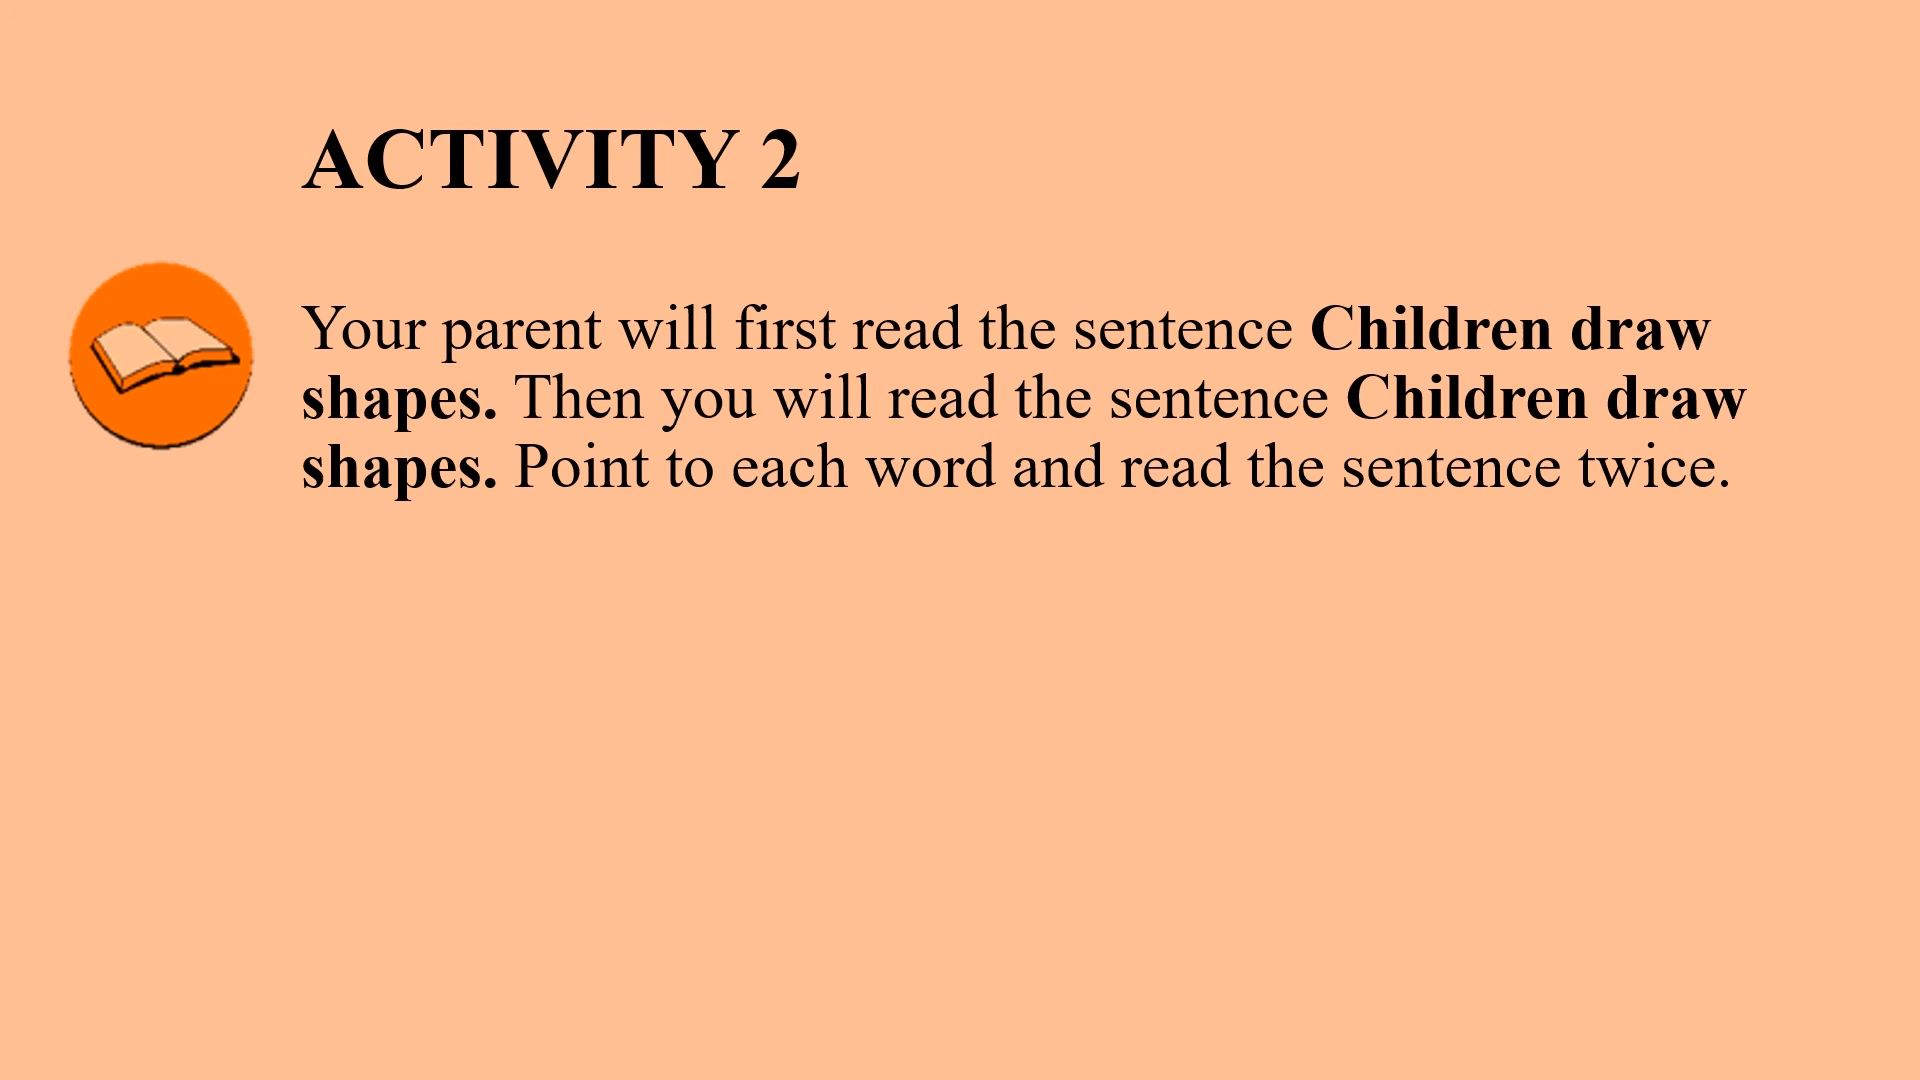 ACTIVITY 2
Your parent will first read the sentence Children draw
shapes. Then you will read the sentence Children draw
shapes. Point to each word and read the sentence twice.